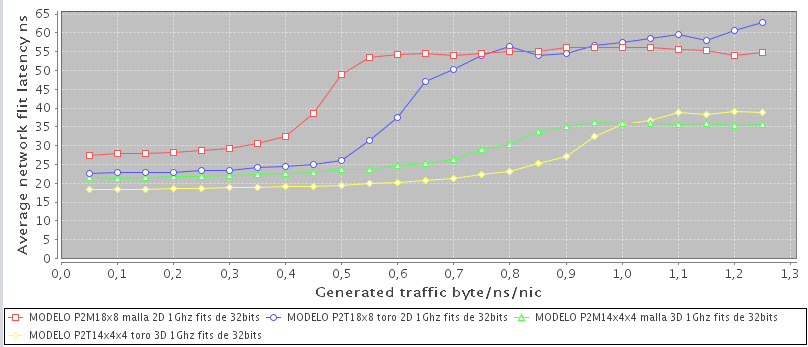 Average network flit latency ns
65
60
55
50
45
40
35
30
25
20
15
10
5
0
0,0 0,1 0,2 0,3 0,4 0,5 0,6 0,7 0,8 0,9 1,0 1,1 1,2 1,3
Generated traffic byte/ns/nic
MODELO P2M18x8 malla 2D 1Ghz fits de 32bits MODELO P2T18x8 toro 2D 1Ghz fits de 32bits MODELO P2M14x4x4 malla 3D 1Ghz fits de 32bits
MODELO P2T14x4x4 toro 3D 1Ghz fits de 32bits